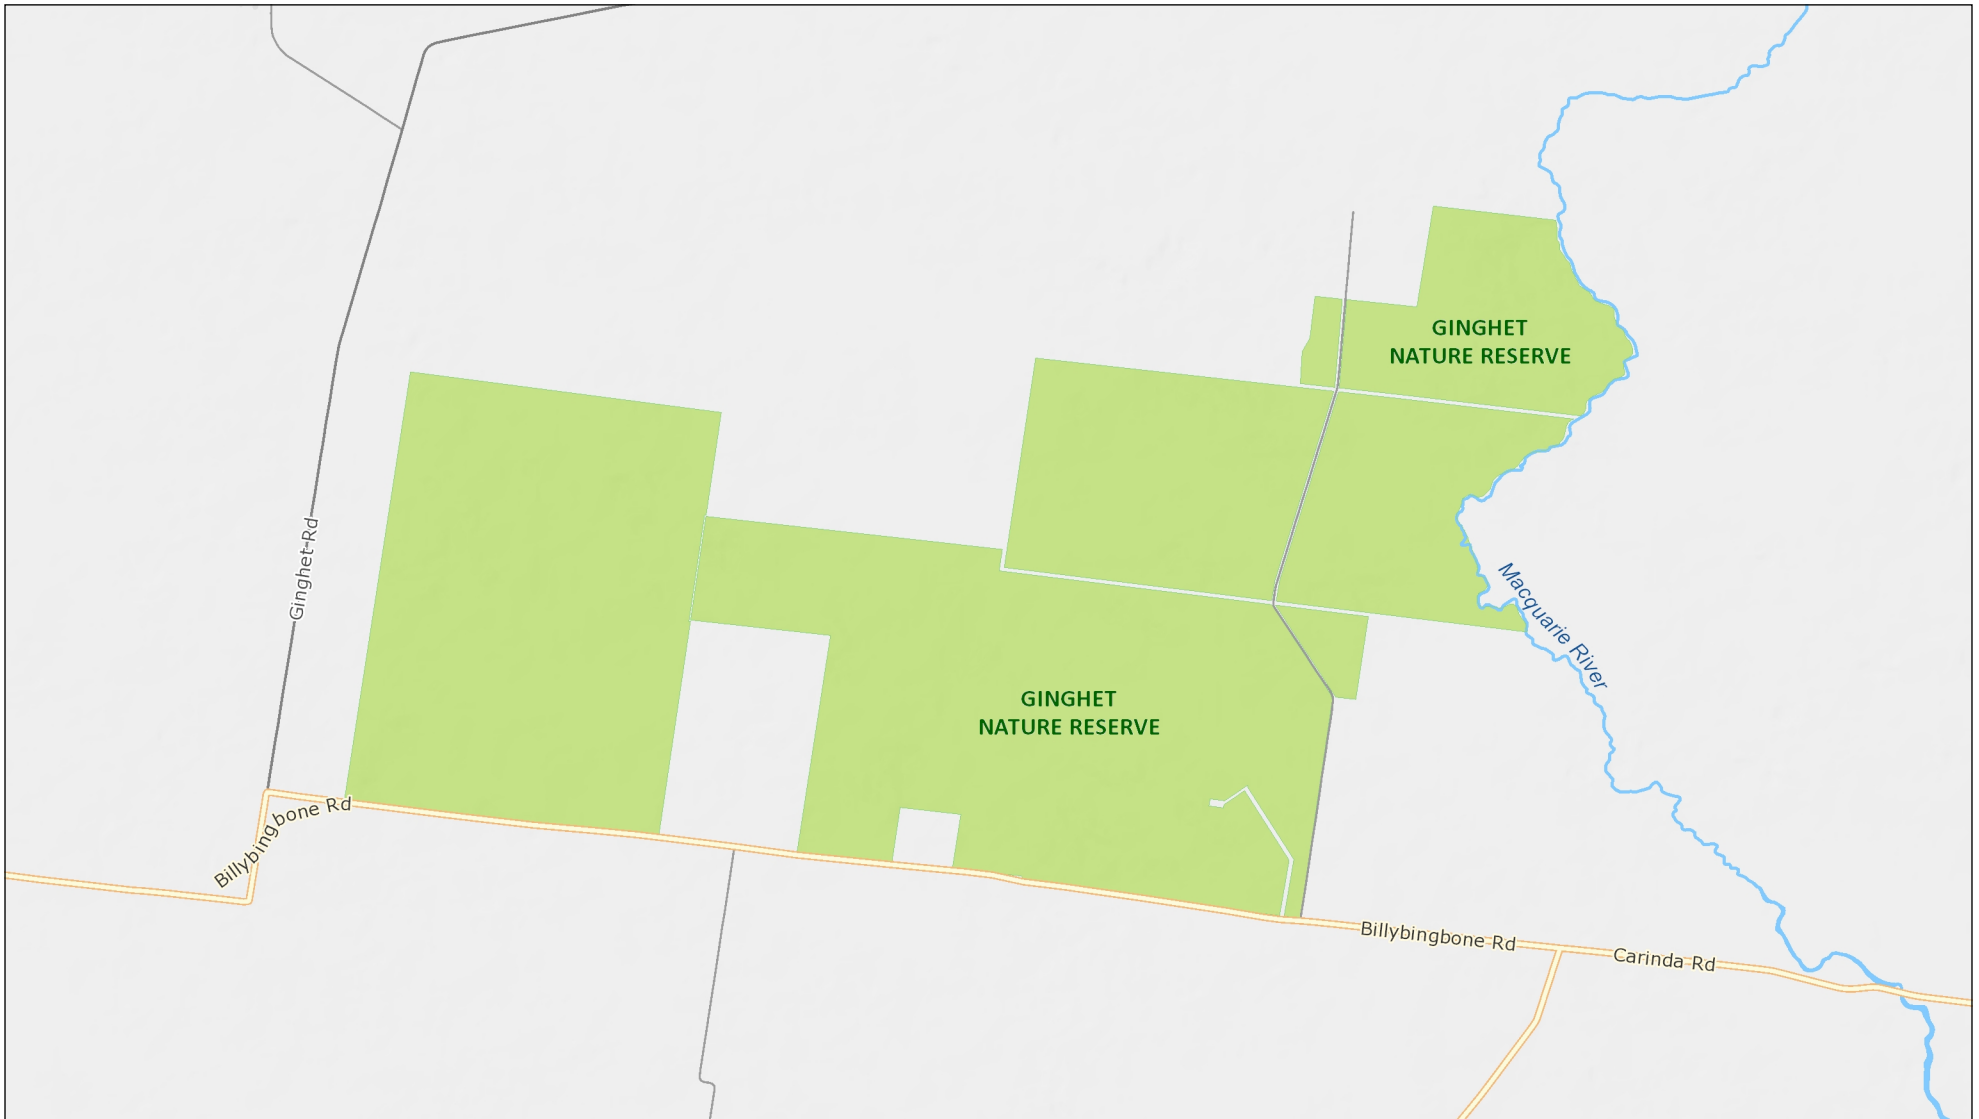 GINGHET
NATURE RESERVE
Ginghet Rd
Macquarie River
GINGHET
NATURE RESERVE
Billybingbone Rd
Billybingbone Rd
Carinda Rd